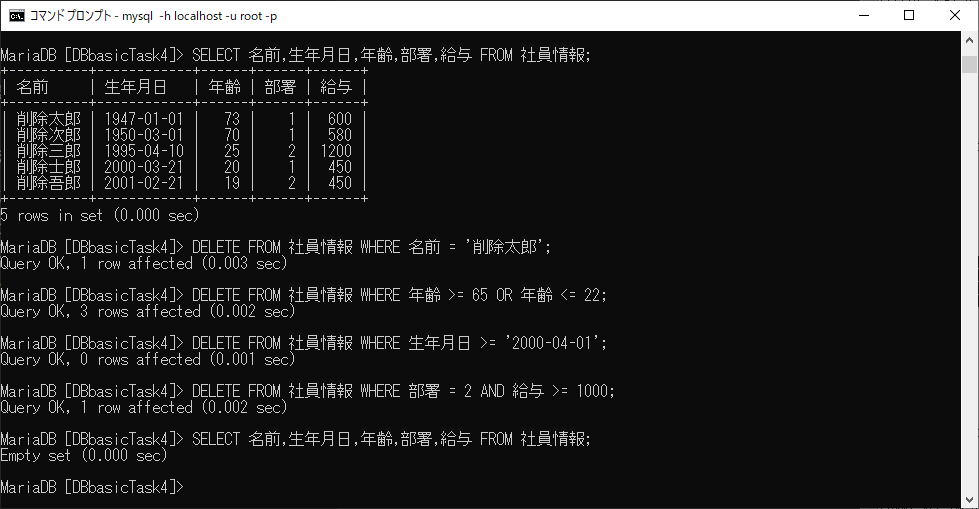 コマンドプロンプト - mysql  -h localhost -u root -p
MariaDB [DBbasicTask4]> SELECT 名前,生年月日,年齢,部署,給与 FROM 社員情報;
+----------+------------+------+------+------+
| 名前     | 生年月日   | 年齢 | 部署 | 給与 |
+----------+------------+------+------+------+
| 削除太郎 | 1947-01-01 |   73 |    1 |  600 |
| 削除次郎 | 1950-03-01 |   70 |    1 |  580 |
| 削除三郎 | 1995-04-10 |   25 |    2 | 1200 |
| 削除士郎 | 2000-03-21 |   20 |    1 |  450 |
| 削除吾郎 | 2001-02-21 |   19 |    2 |  450 |
+----------+------------+------+------+------+
5 rows in set (0.000 sec)
MariaDB [DBbasicTask4]> DELETE FROM 社員情報 WHERE 名前 = '削除太郎';
Query OK, 1 row affected (0.003 sec)
MariaDB [DBbasicTask4]> DELETE FROM 社員情報 WHERE 年齢 >= 65 OR 年齢 <= 22;
Query OK, 3 rows affected (0.002 sec)
MariaDB [DBbasicTask4]> DELETE FROM 社員情報 WHERE 生年月日 >= '2000-04-01';
Query OK, 0 rows affected (0.001 sec)
MariaDB [DBbasicTask4]> DELETE FROM 社員情報 WHERE 部署 = 2 AND 給与 >= 1000;
Query OK, 1 row affected (0.002 sec)
MariaDB [DBbasicTask4]> SELECT 名前,生年月日,年齢,部署,給与 FROM 社員情報;
Empty set (0.000 sec)
MariaDB [DBbasicTask4]>